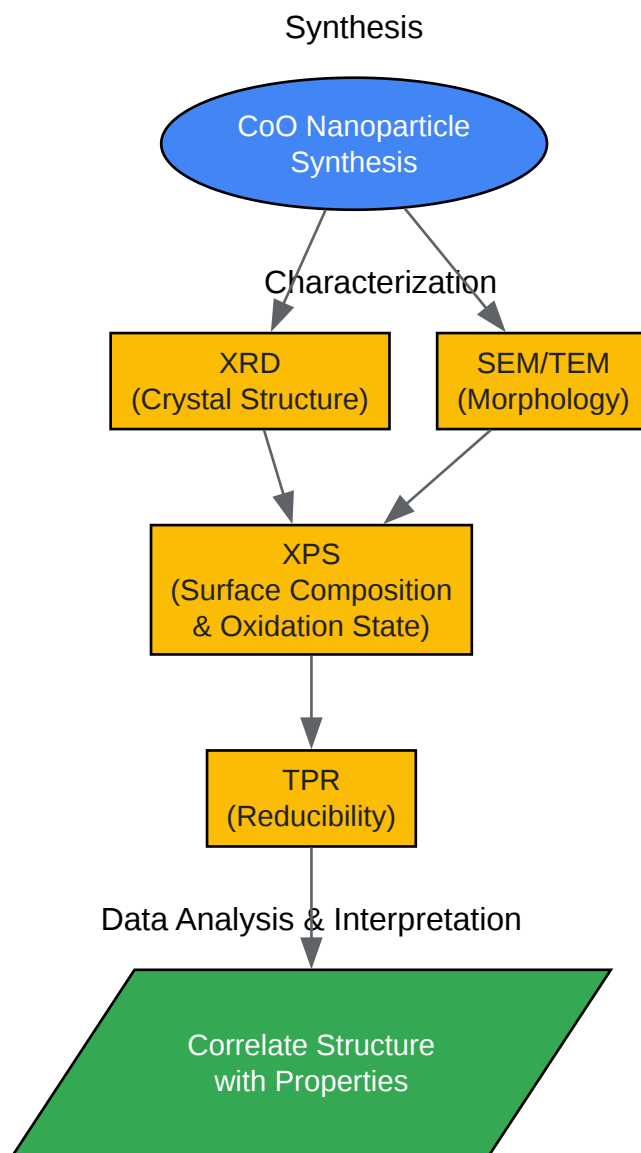 Synthesis
CoO Nanoparticle
Synthesis
Characterization
XRD
(Crystal Structure)
SEM/TEM
(Morphology)
XPS
(Surface Composition
& Oxidation State)
TPR
(Reducibility)
Data Analysis & Interpretation
Correlate Structure
with Properties